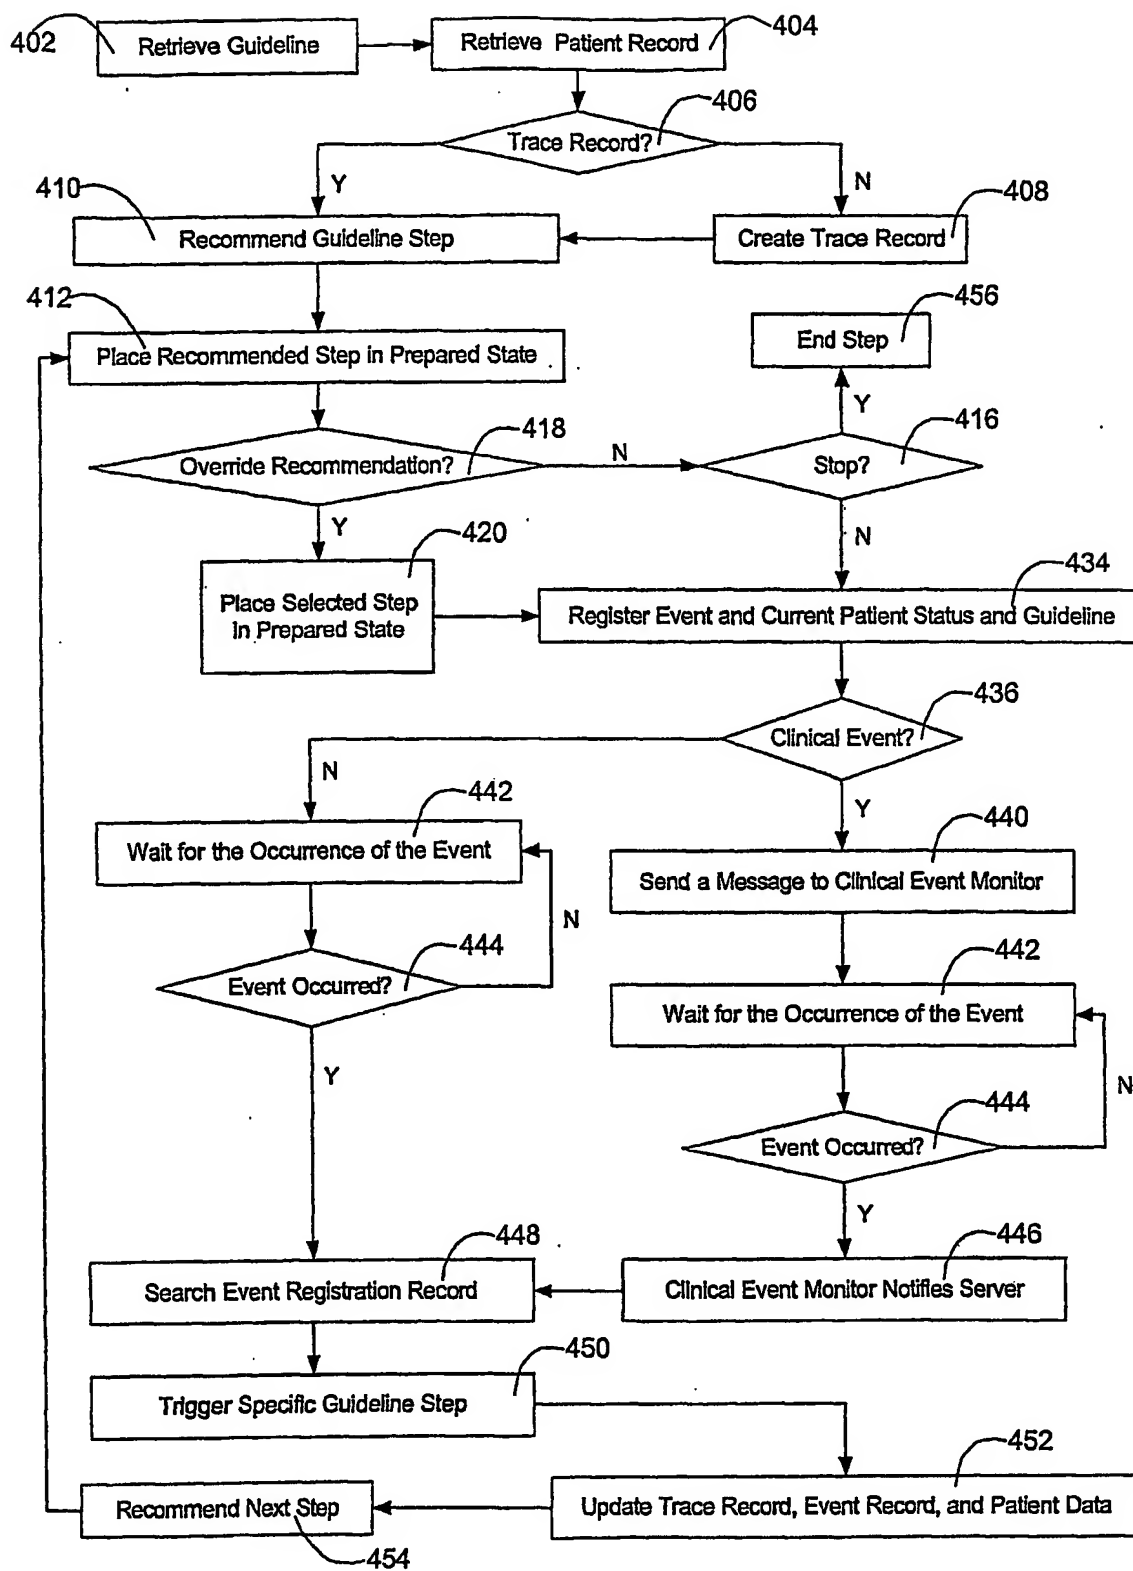 402
Retrieve Guideline
Retrieve Patient Record
404
406
Trace Record?
Y
N
410
408
Recommend Guideline Step
Create Trace Record
412
456
Place Recommended Step in Prepared State
End Step
Y
418
416
Override Recommendation?
N
Stop?
Y
N
420
434
Place Selected Step
in Prepared State
Register Event and Current Patient Status and Guideline
436
Clinical Event?
N
Y
442
440
Wait for the Occurrence of the Event
Send a Message to Clinical Event Monitor
N
444
442
Event Occurred?
Wait for the Occurrence of the Event
Y
N
444
Event Occurred?
Y
448
446
Search Event Registration Record
Clinical Event Monitor Notifies Server
450
Trigger Specific Guideline Step
452
Recommend Next Step
Update Trace Record, Event Record, and Patient Data
454